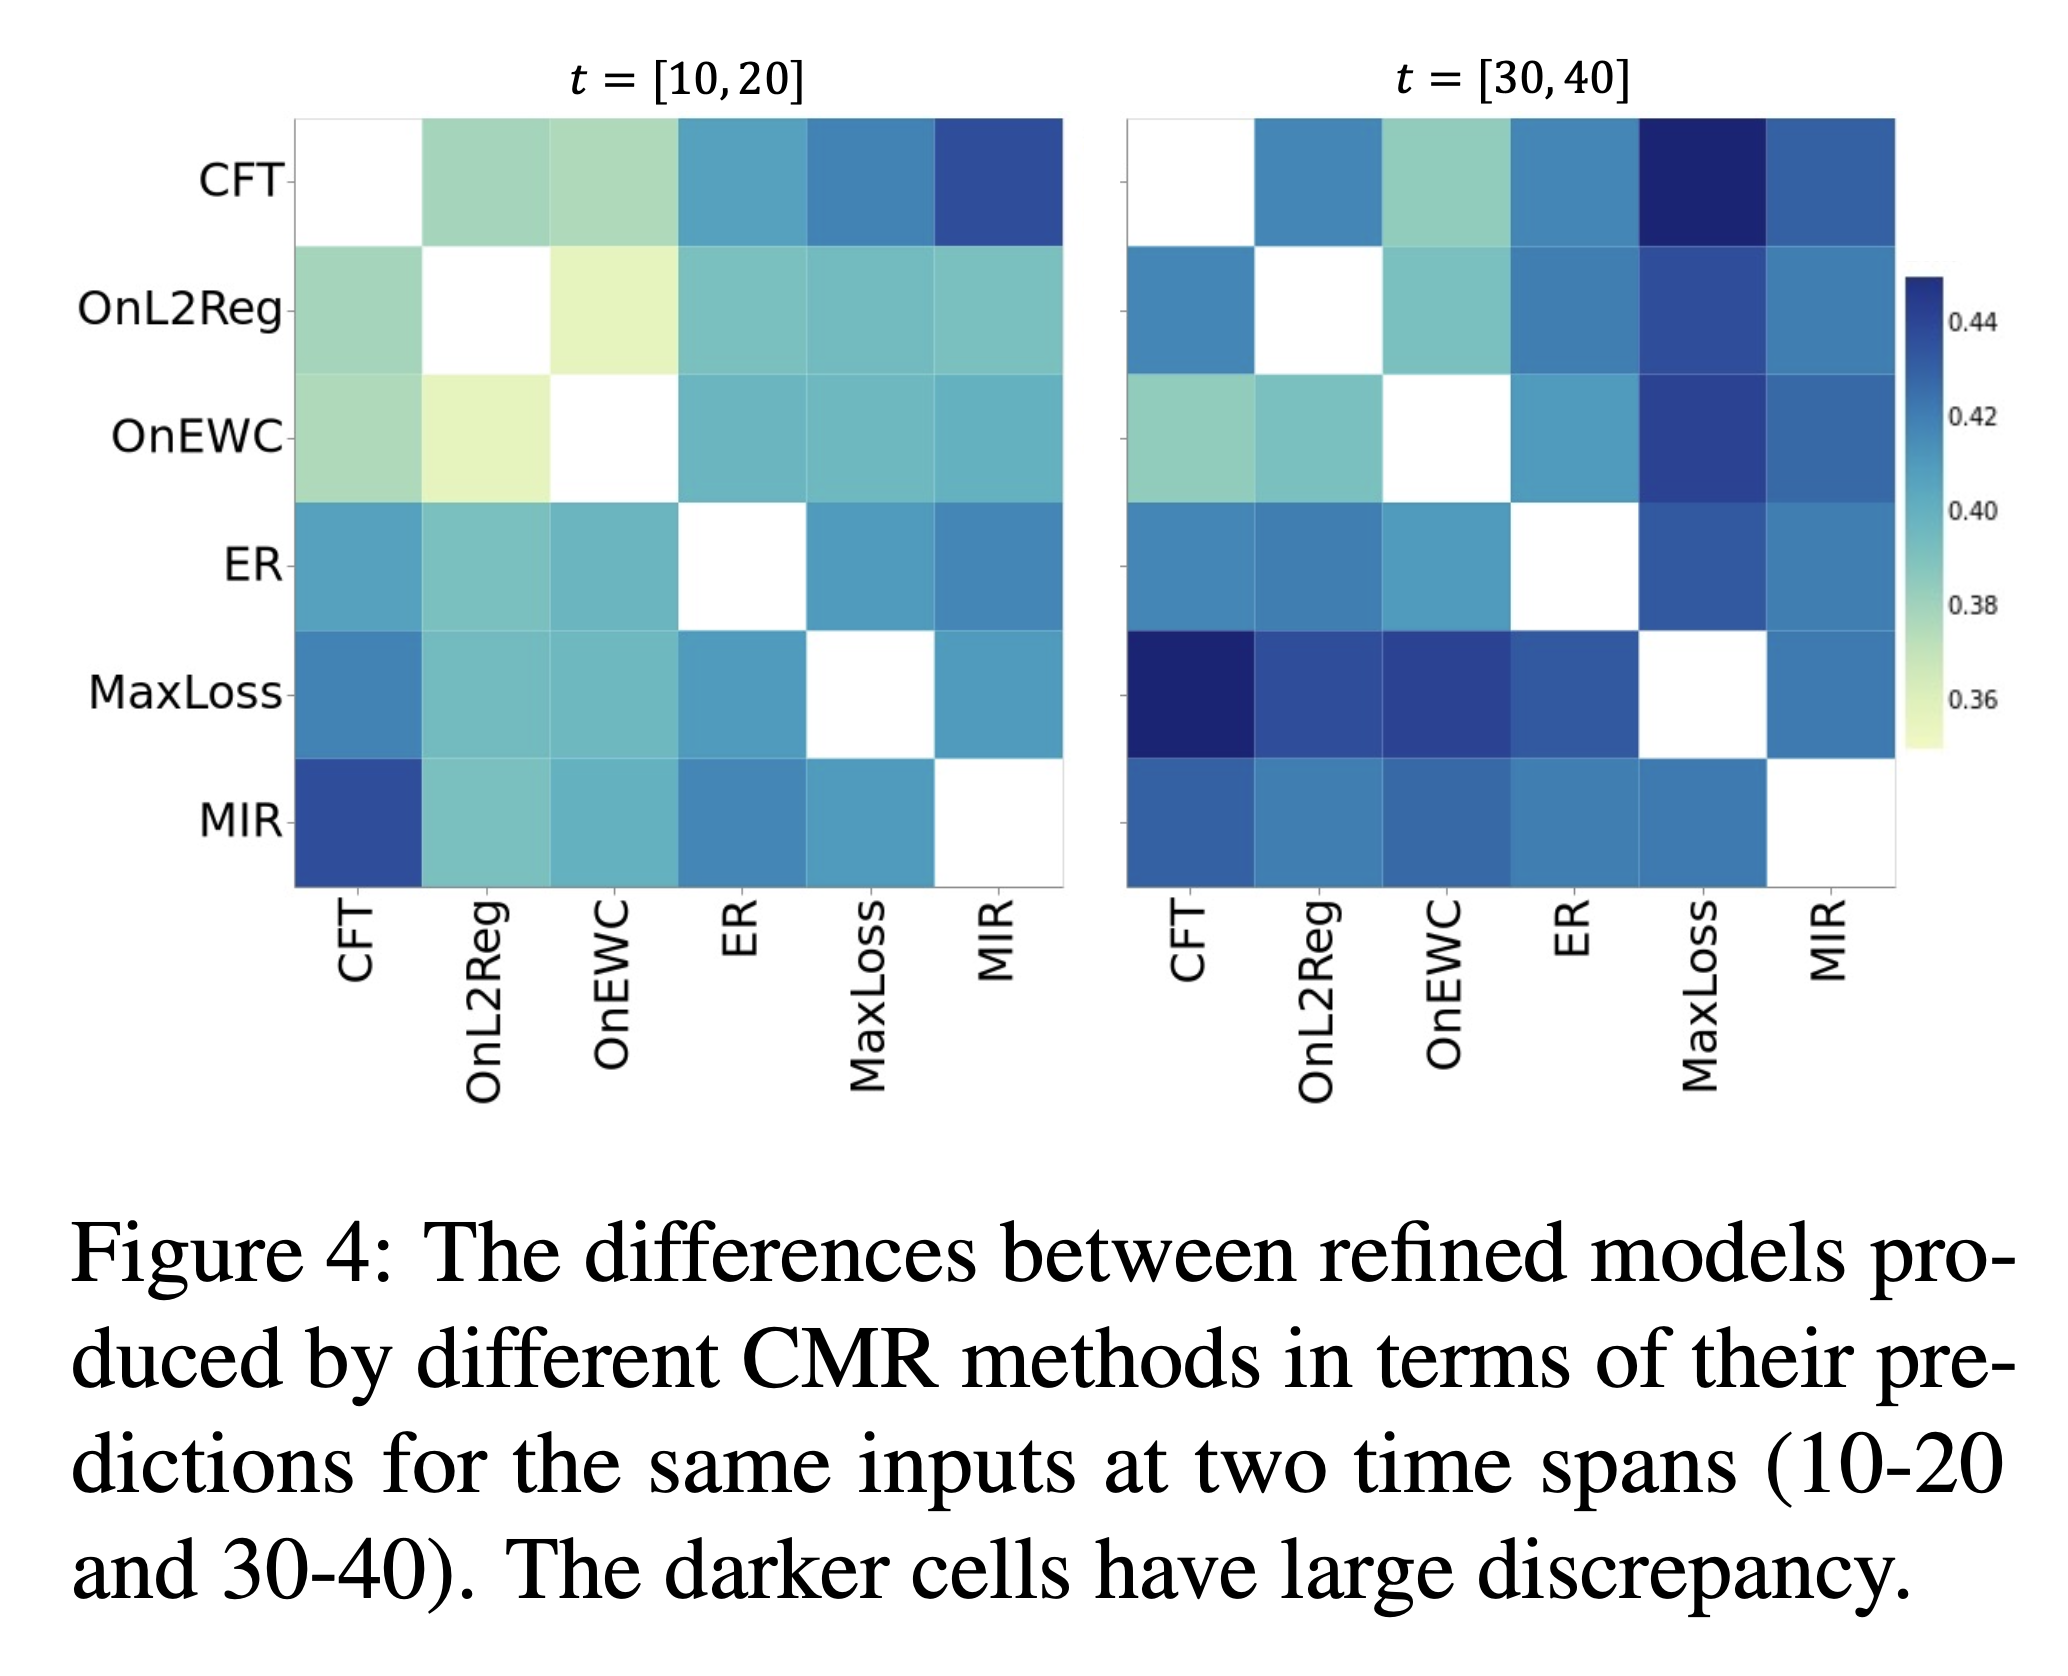 t = [10, 20]
t = [30, 40]
CFT
OnL2Reg
OnEWC
ER
MaxLoss
MIR
CFT
OnL2Reg
OnEWC
ER
MaxLoss
MIR
CFT
OnL2Reg
OnEWC
ER
MaxLoss
MIR
0.44
0.42
0.40
0.38
0.36
Figure 4: The differences between refined models pro-
duced by different CMR methods in terms of their pre-
dictions for the same inputs at two time spans (10-20
and 30-40). The darker cells have large discrepancy.